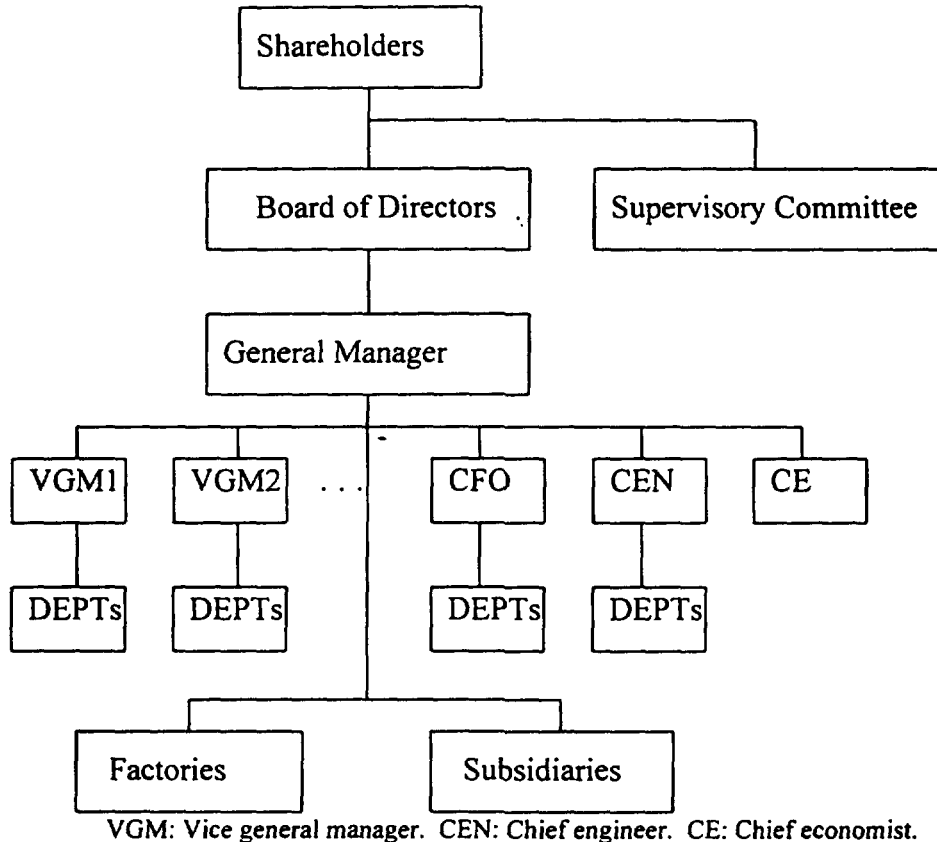 Shareholders
Board of Directors
Supervisory Committee
General Manager
VGM1
VGM2
. . .
CFO
CEN
CE
DEPTs
DEPTs
DEPTs
DEPTs
Factories
Subsidiaries
VGM: Vice general manager. CEN: Chief engineer. CE: Chief economist.